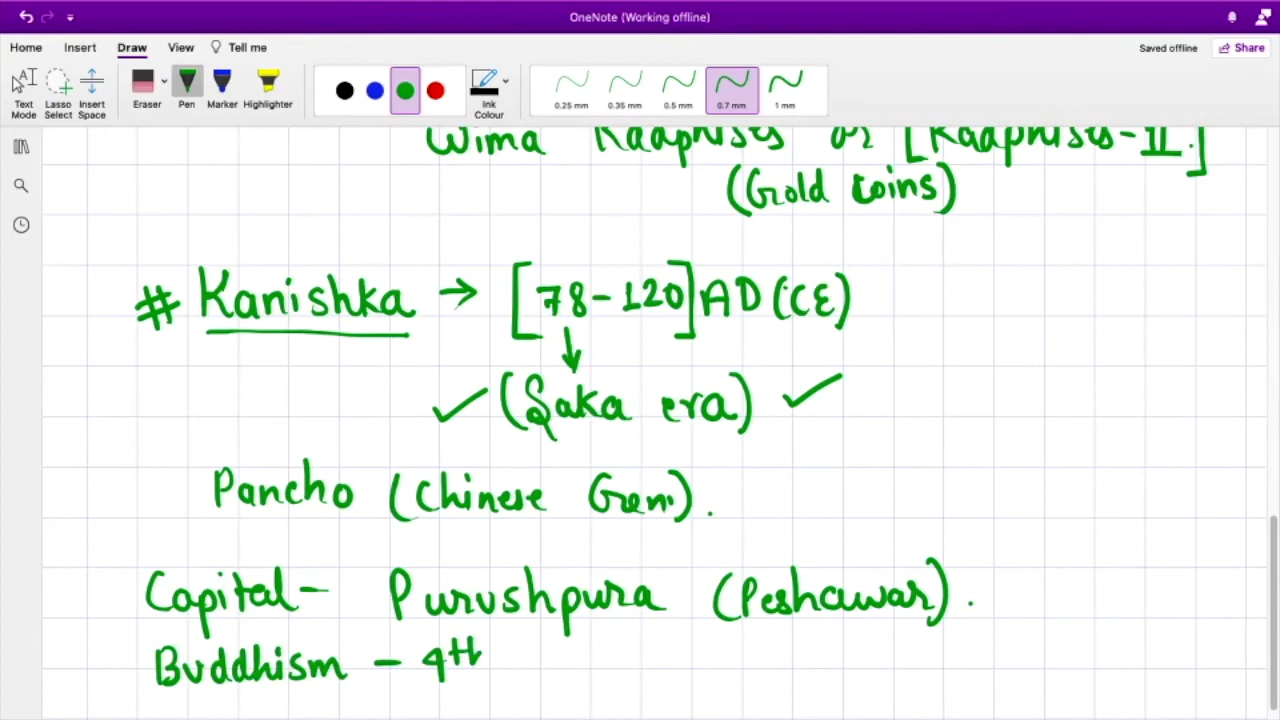 OneNote (Working offline)
Home Insert Draw View Tell me
Saved offline Share
Text Mode Lasso Select Insert Space Eraser Pen Marker Highlighter Ink Colour 0.25 mm 0.35 mm 0.5 mm 0.7 mm 1 mm
Wima Kadphises or [Kadphises-II.]
(Gold coins)
# Kanishka → [78-120] AD (CE)
↓
✓ (Saka era) ✓
Pancho (Chinese Gen.).
Capital- Purushpura (Peshawar).
Buddhism - 4th